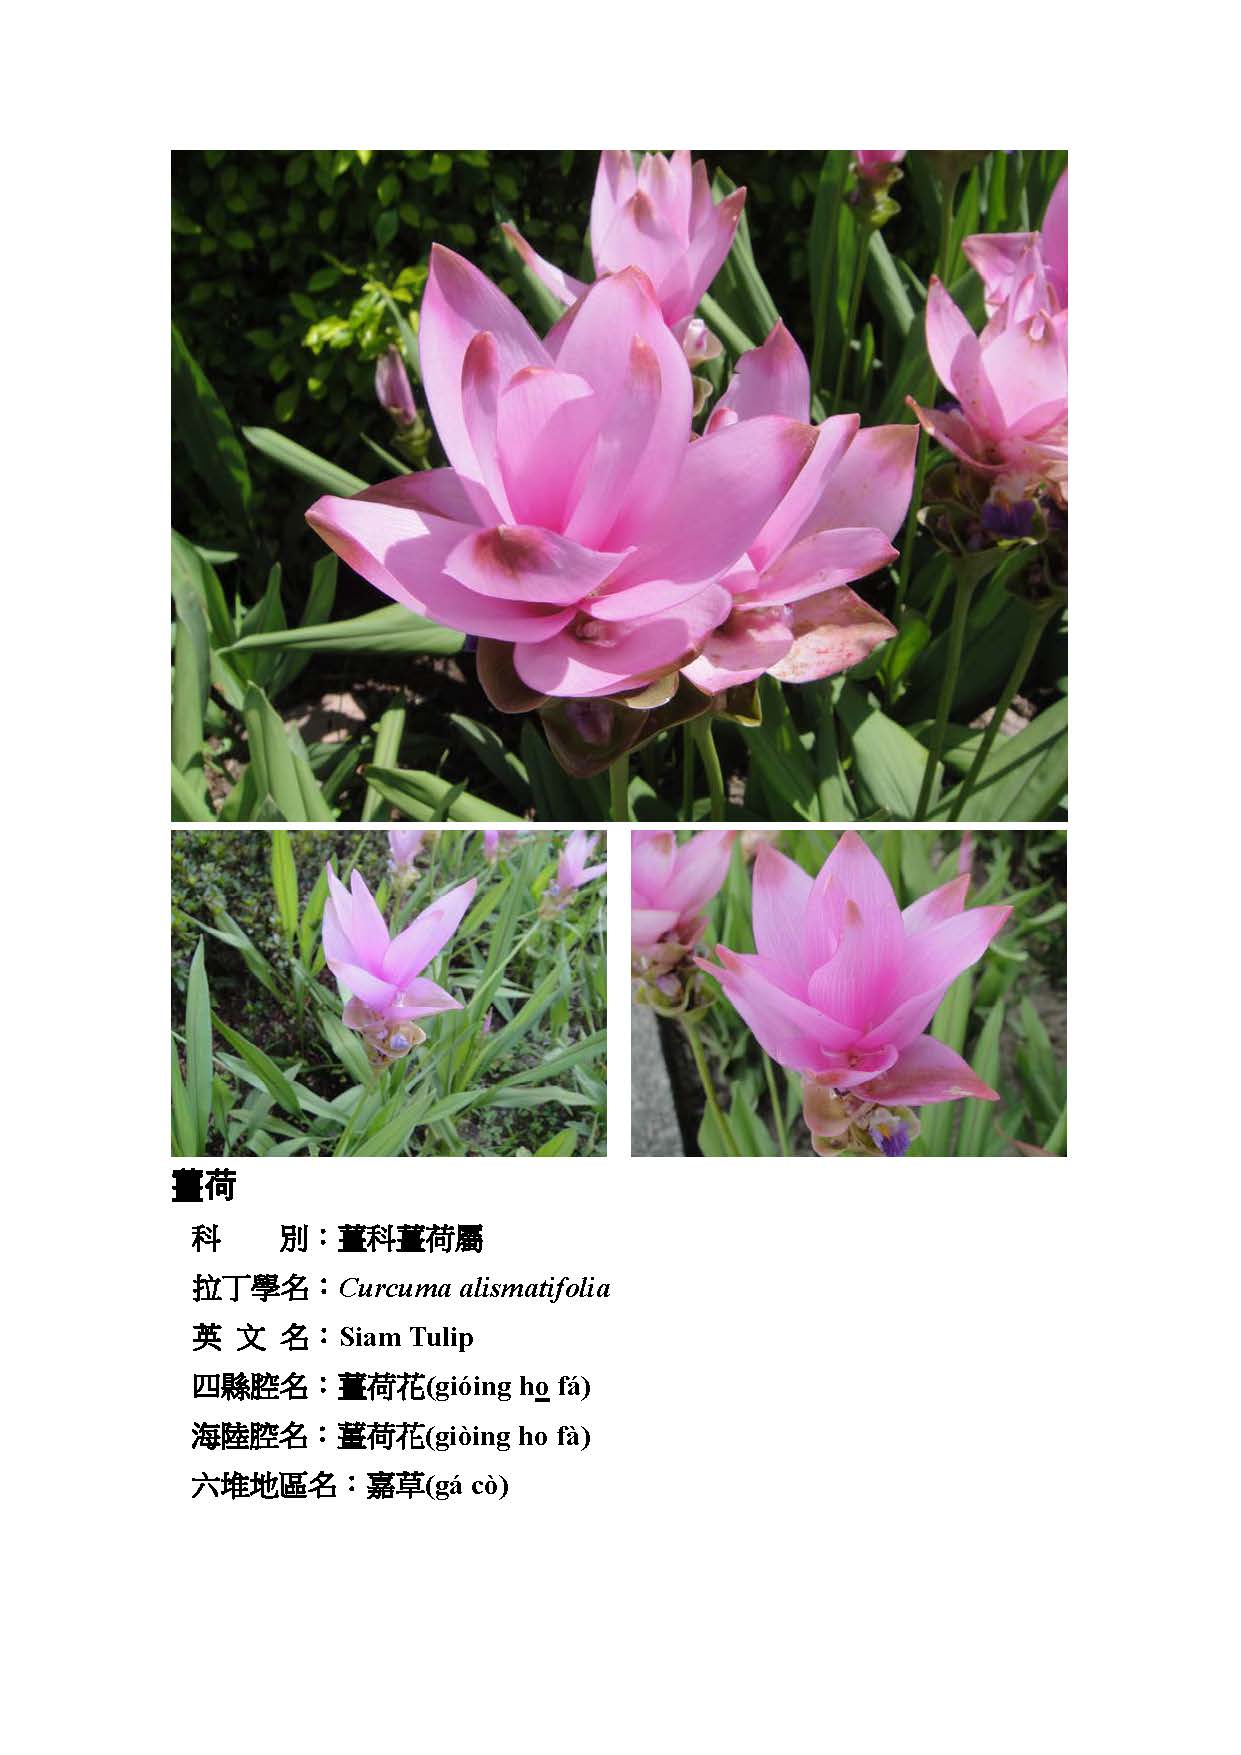 薑荷
科　　別：薑科薑荷屬
拉丁學名：Curcuma alismatifolia
英 文 名：Siam Tulip
四縣腔名：薑荷花(gióing ho̲ fá)
海陸腔名：薑荷花(giòing ho fà)
六堆地區名：嘉草(gá cò)